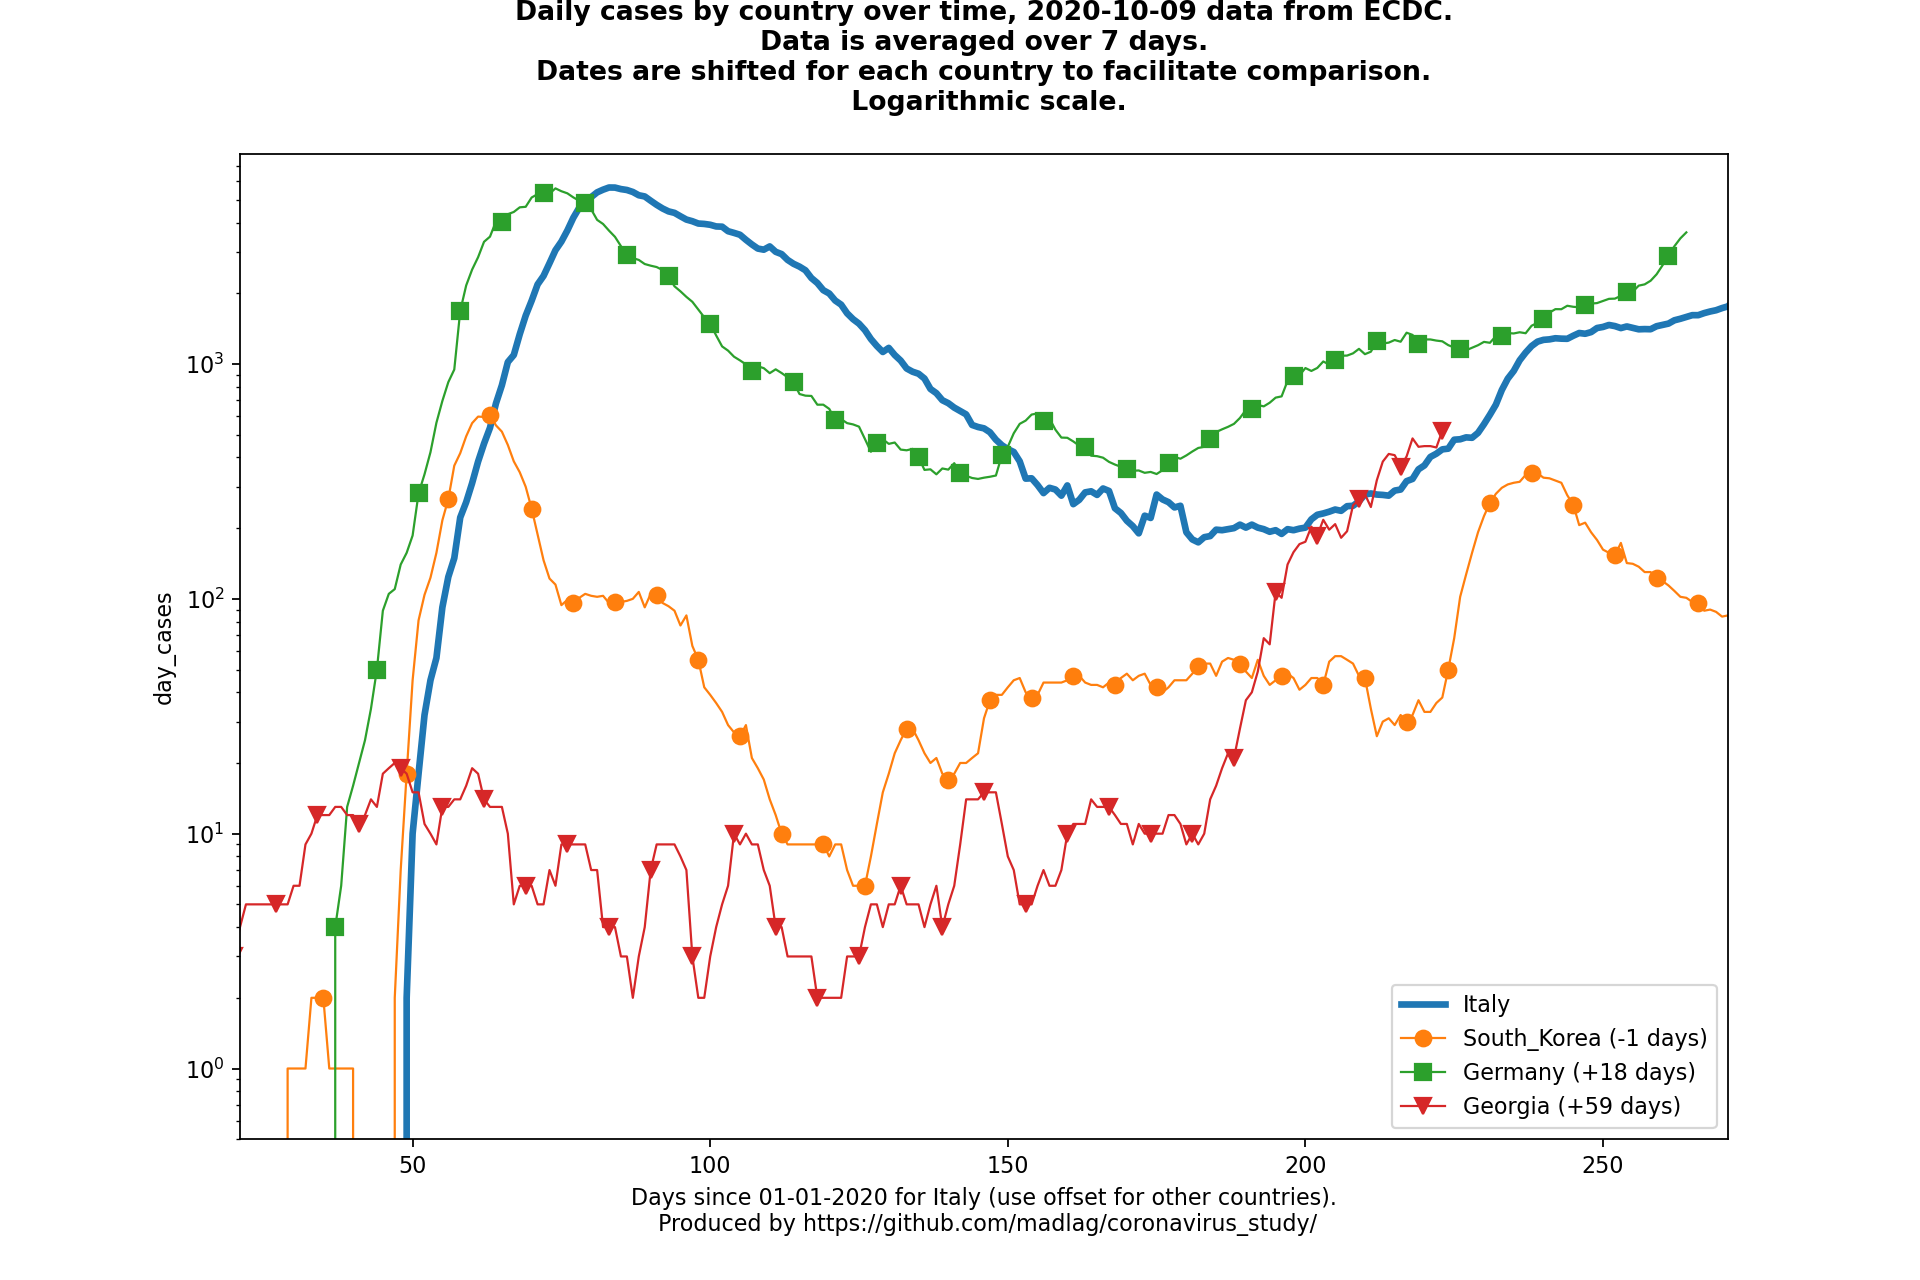 Daily cases by country over time, 2020-10-09 data from ECDC.
Data is averaged over 7 days.
Dates are shifted for each country to facilitate comparison.
Logarithmic scale.
day_cases
10³
10²
10¹
10⁰
Italy
South_Korea (-1 days)
Germany (+18 days)
Georgia (+59 days)
50 100 150 200 250
Days since 01-01-2020 for Italy (use offset for other countries).
Produced by https://github.com/madlag/coronavirus_study/